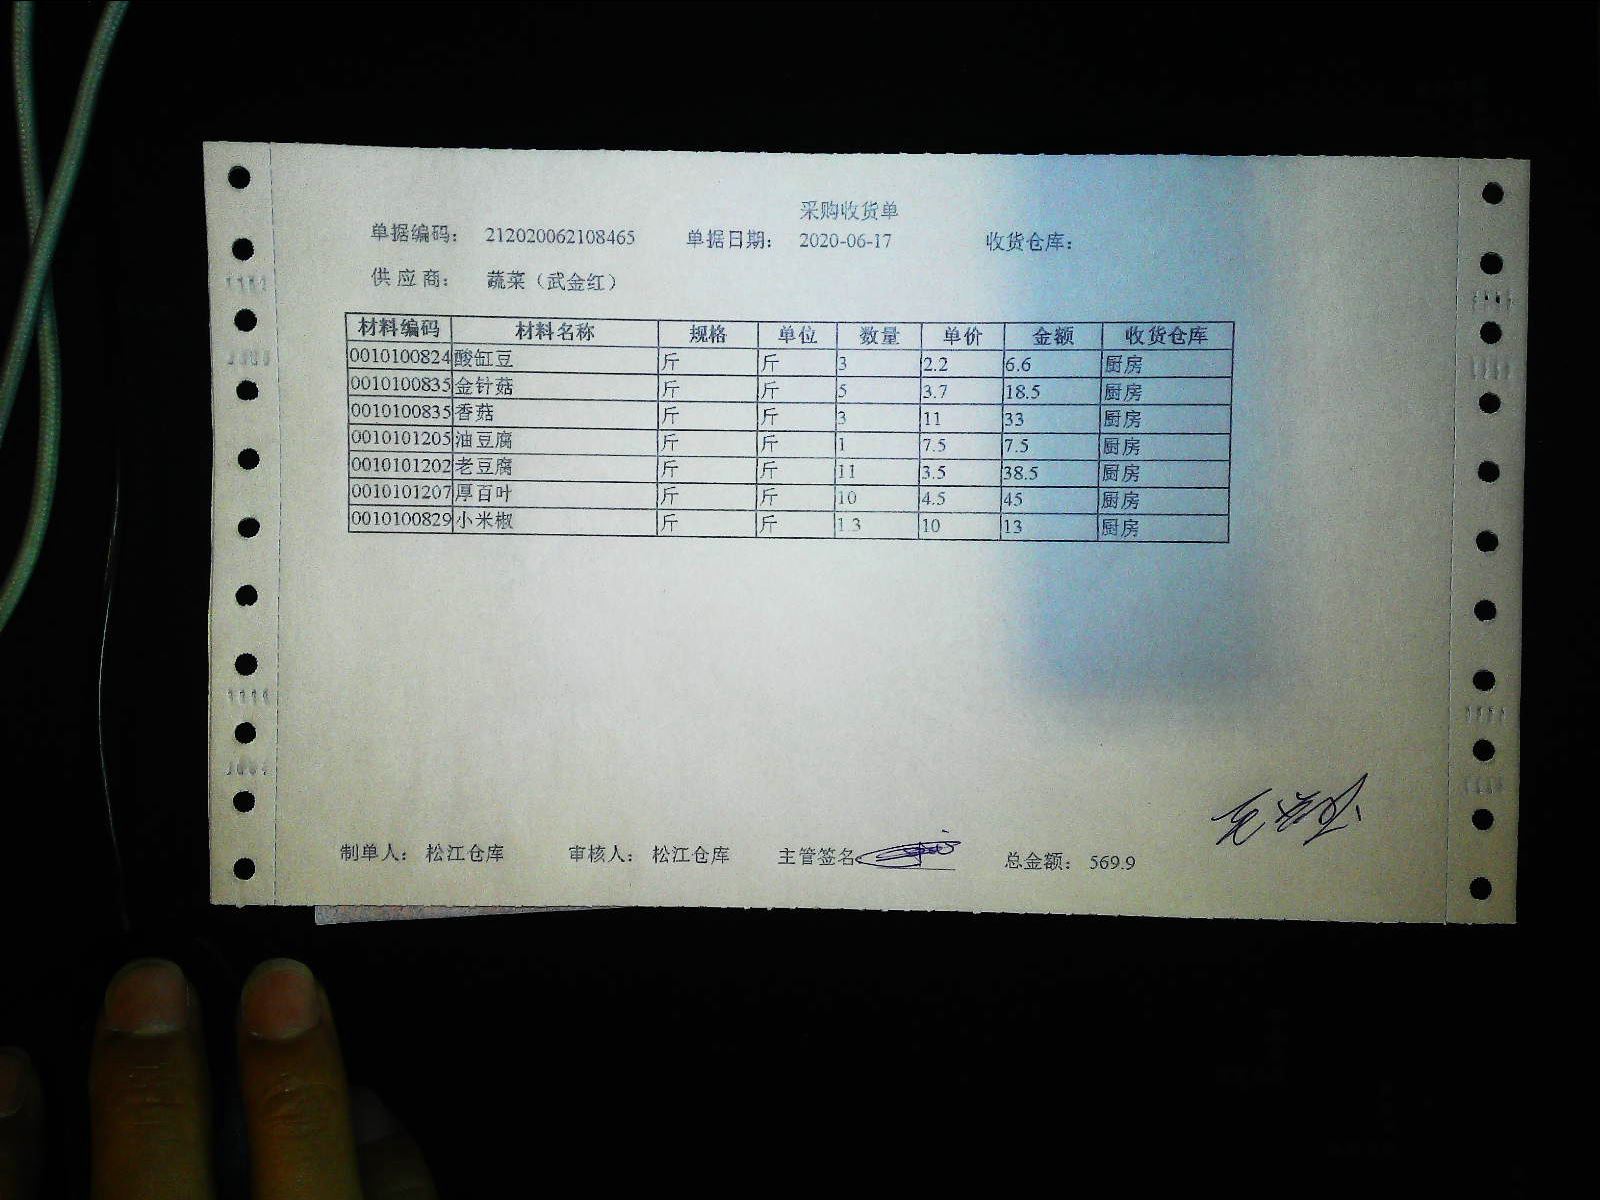 采购收货单
单据编码： 212020062108465 单据日期： 2020-06-17 收货仓库：
供 应 商： 蔬菜（武金红）
材料编码 材料名称 规格 单位 数量 单价 金额 收货仓库
0010100824 酸缸豆 斤 斤 3 2.2 6.6 厨房
0010100835 金针菇 斤 斤 5 3.7 18.5 厨房
0010100835 香菇 斤 斤 3 11 33 厨房
0010101205 油豆腐 斤 斤 1 7.5 7.5 厨房
0010101202 老豆腐 斤 斤 11 3.5 38.5 厨房
0010101207 厚百叶 斤 斤 10 4.5 45 厨房
0010100829 小米椒 斤 斤 1.3 10 13 厨房
制单人： 松江仓库 审核人： 松江仓库 主管签名 总金额： 569.9